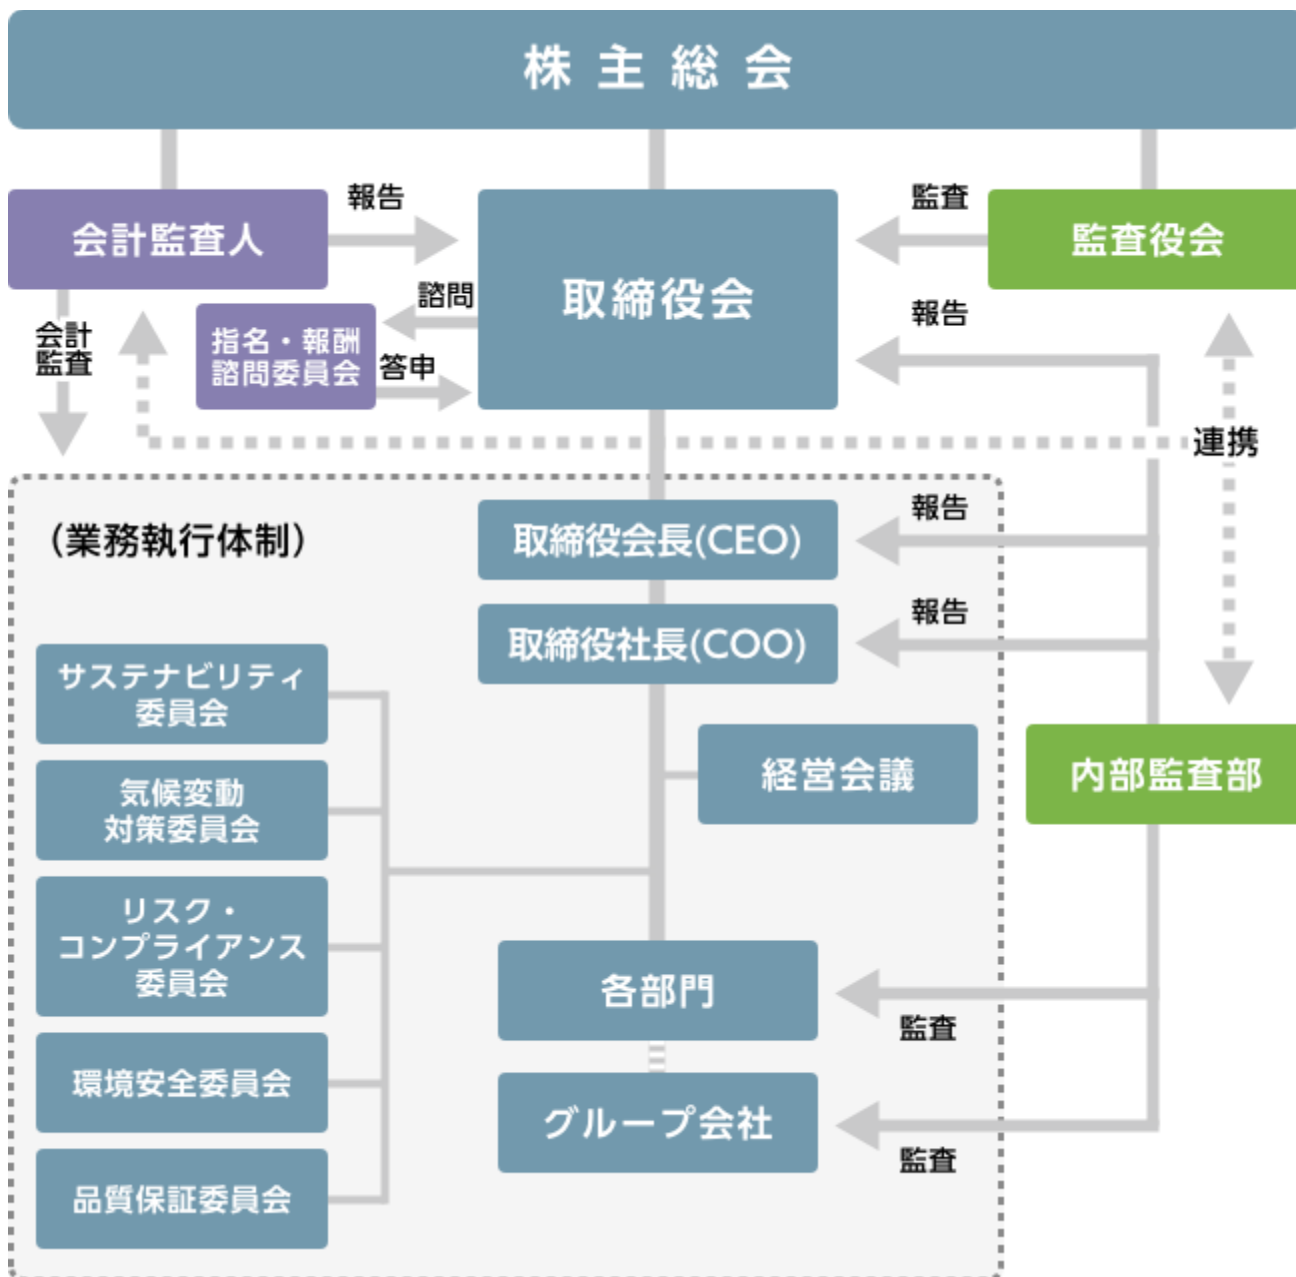 株主総会
会計監査人
報告
取締役会
監査
監査役会
諮問
指名・報酬
諮問委員会
答申
会計
監査
報告
連携
（業務執行体制）
取締役会長(CEO)
報告
取締役社長(COO)
報告
サステナビリティ
委員会
経営会議
内部監査部
気候変動
対策委員会
リスク・
コンプライアンス
委員会
各部門
監査
環境安全委員会
グループ会社
監査
品質保証委員会